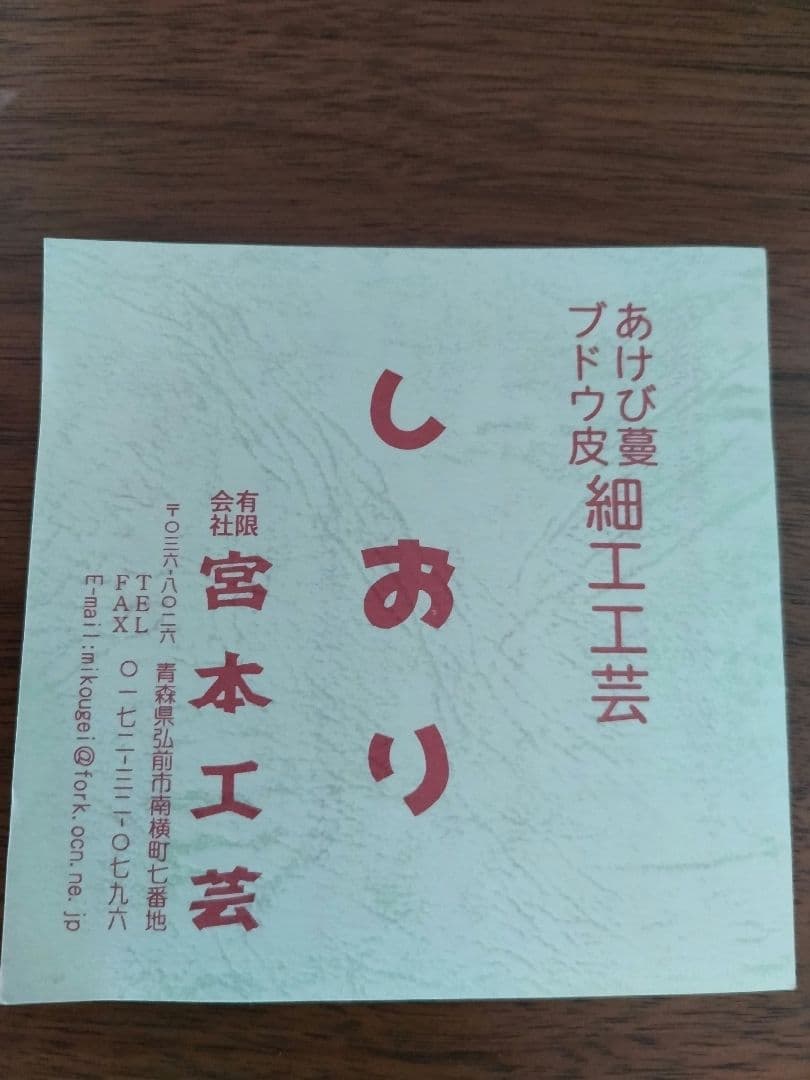 あけび蔓
ブドウ皮
細工工芸
しおり
有限
会社
宮本工芸
〒〇三六-八〇二六 青森県弘前市南横町七番地
TEL
FAX
〇一七二-三二-〇七九六
E-mail:mikougei@fork.ocn.ne.jp